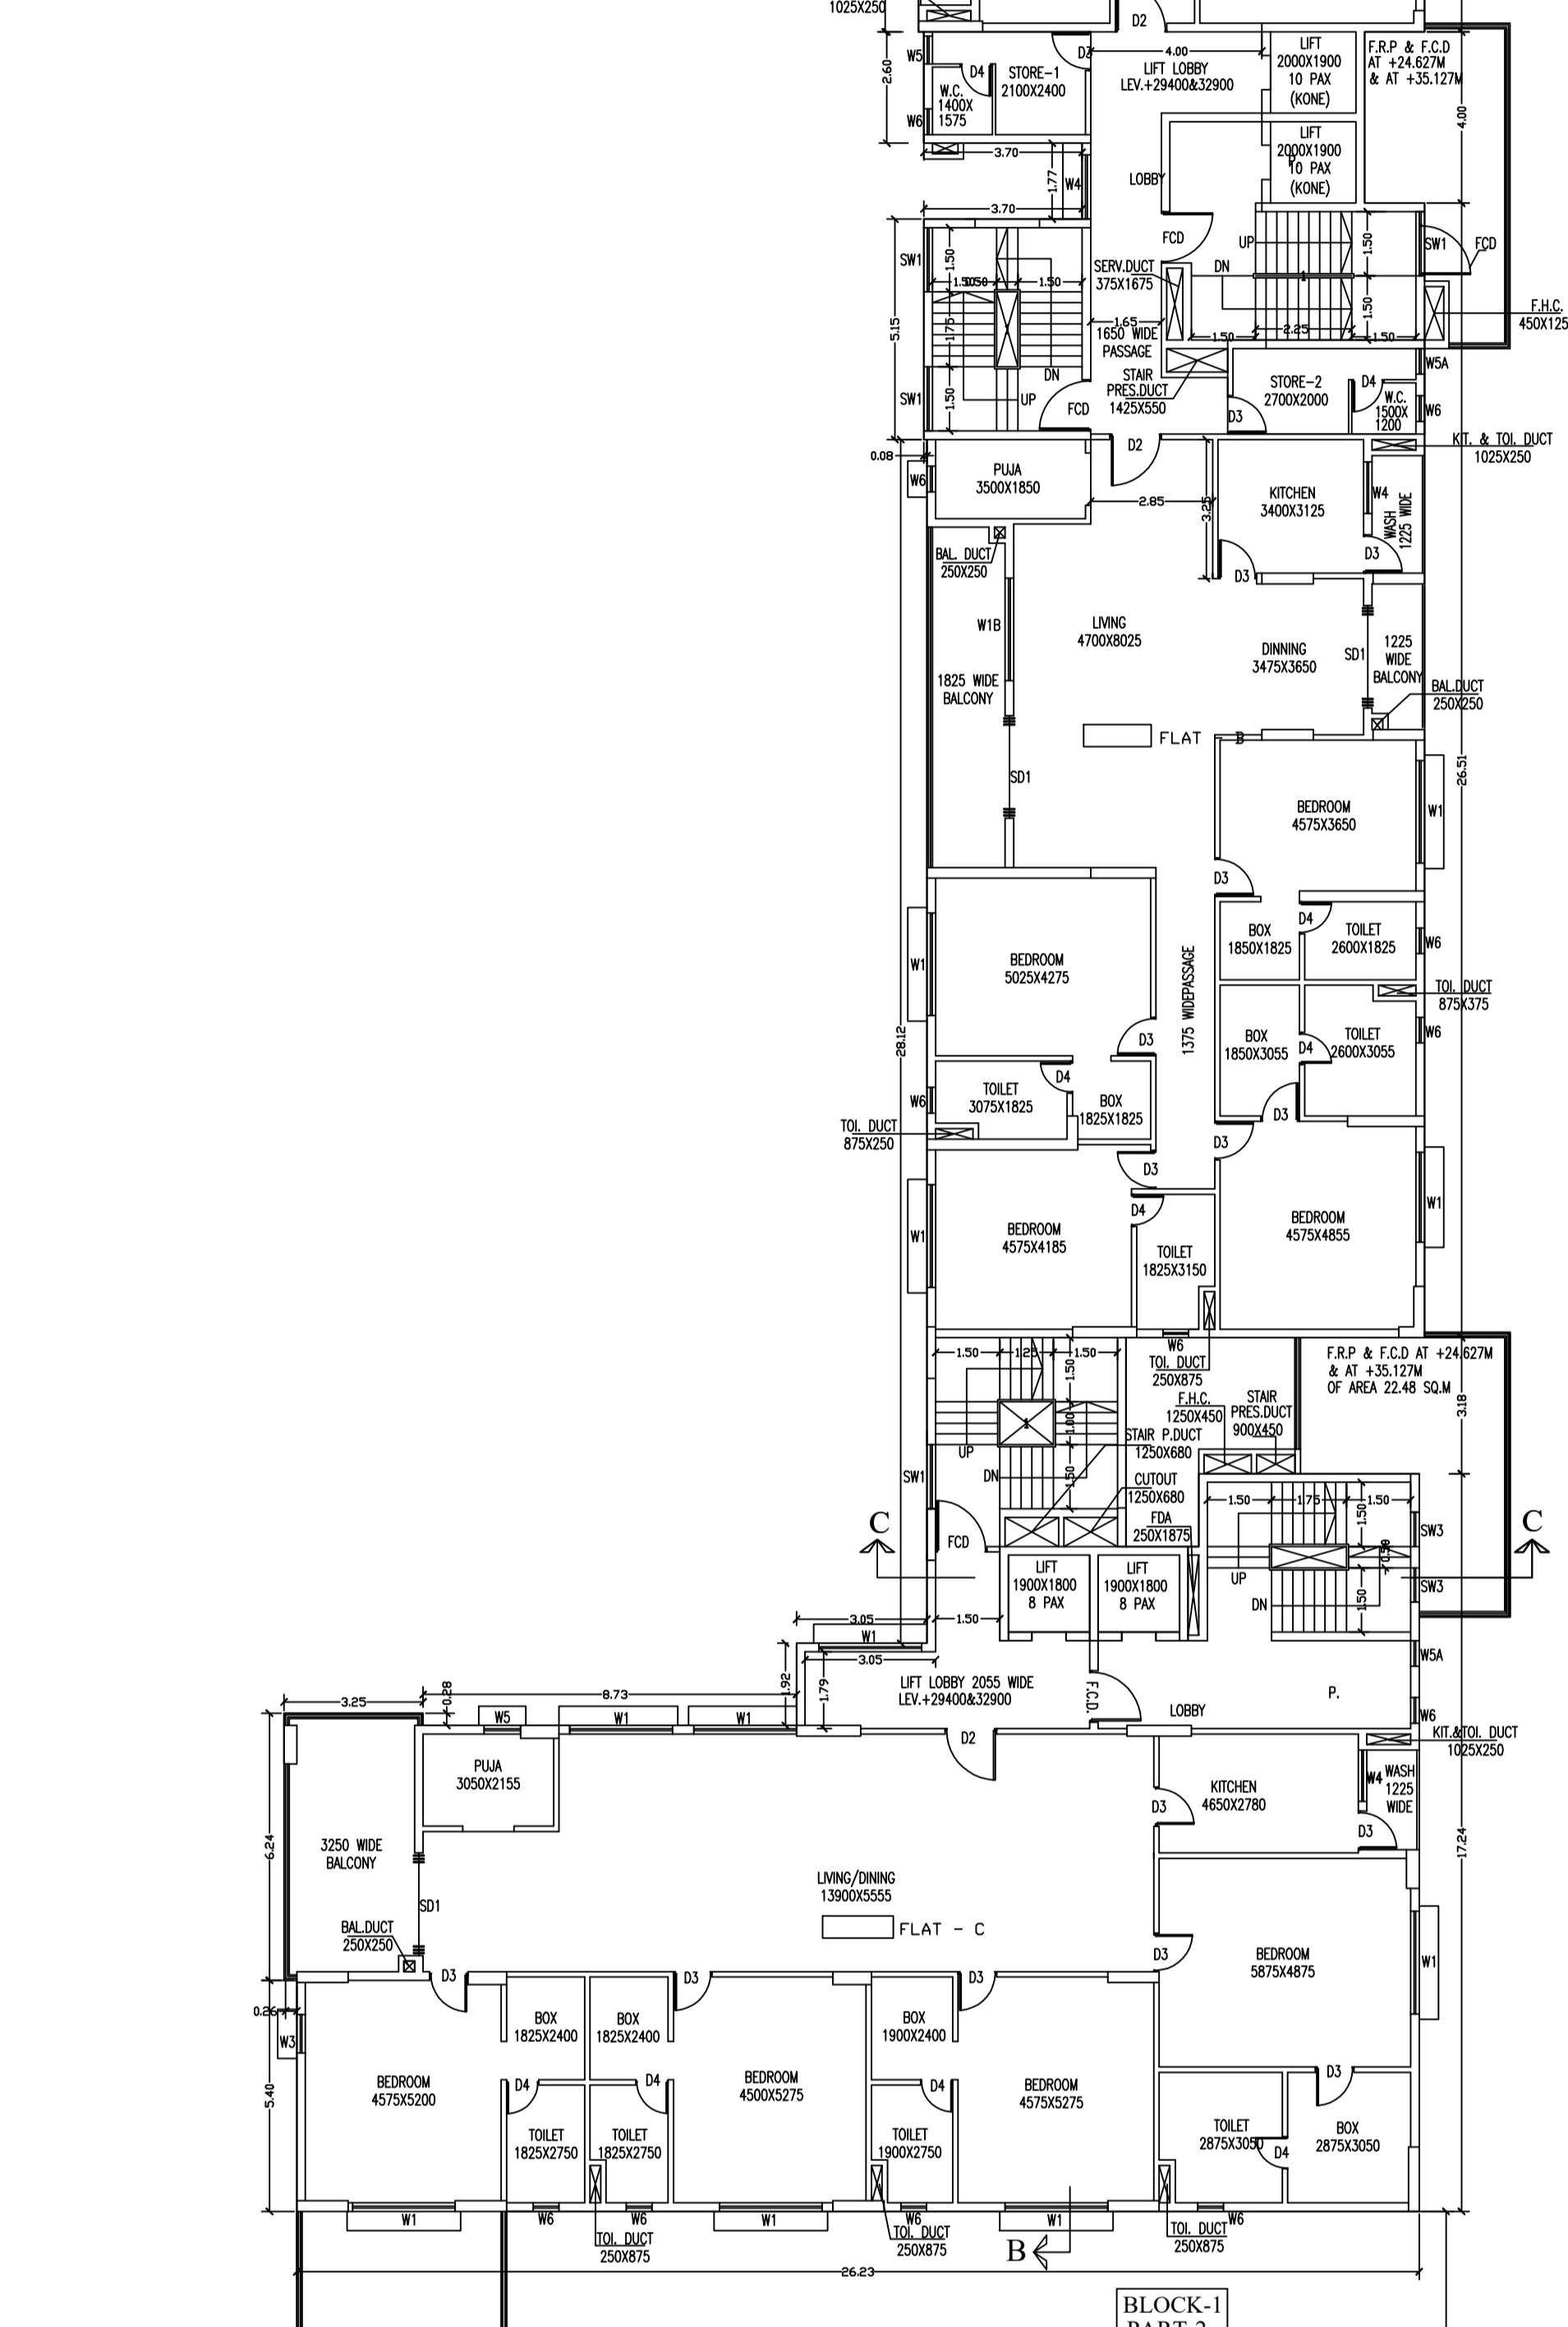 1025X250
D2
W5
2.60
D4
STORE-1
2100X2400
W.C.
1400X
1575
W6
4.00
LIFT LOBBY
LEV.+29400&32900
LIFT
2000X1900
10 PAX
(KONE)
F.R.P & F.C.D
AT +24.627M
& AT +35.127M
4.00
LIFT
2000X1900
10 PAX
(KONE)
P.
3.70
1.77
W4
LOBBY
3.70
FCD
UP
1.50
SW1
FCD
SW1
1.50
SERV.DUCT
375X1675
DN
1.50
0.50
1.50
1.50
F.H.C.
5.15
1.75
1.65
1650 WIDE
PASSAGE
1.50
2.25
1.50
STAIR
PRES.DUCT
1425X550
DN
UP
FCD
SW1
1.50
STORE-2
2700X2000
D3
D4
W.C.
1500X
1200
W5A
W6
D2
KIT. & TOI. DUCT
1025X250
0.08
W6
PUJA
3500X1850
2.85
3.25
KITCHEN
3400X3125
W4
WASH
1225 WIDE
D3
D3
BAL. DUCT
250X250
W1B
LIVING
4700X8025
DINNING
3475X3650
SD1
1225
WIDE
BALCONY
1825 WIDE
BALCONY
BAL.DUCT
250X250
FLAT - B
SD1
26.51
BEDROOM
4575X3650
W1
D3
W1
BEDROOM
5025X4275
1375 WIDEPASSAGE
BOX
1850X1825
D4
TOILET
2600X1825
W6
TOI. DUCT
875X375
28.12
D3
BOX
1850X3055
D4
TOILET
2600X3055
W6
W6
TOILET
3075X1825
D4
BOX
1825X1825
D3
TOI. DUCT
875X250
D3
D3
W1
BEDROOM
4575X4185
D4
TOILET
1825X3150
BEDROOM
4575X4855
W1
1.50
1.25
1.50
1.50
W6
TOI. DUCT
250X875
F.R.P & F.C.D AT +24.627M
& AT +35.127M
OF AREA 22.48 SQ.M
F.H.C.
1250X450
STAIR
PRES.DUCT
900X450
3.18
1.00
UP
STAIR P.DUCT
1250X680
DN
1.50
SW1
CUTOUT
1250X680
1.50
1.75
1.50
1.50
FDA
250X1875
C
C
FCD
SW3
0.50
LIFT
1900X1800
8 PAX
LIFT
1900X1800
8 PAX
UP
DN
1.50
SW3
3.05
1.50
W1
3.05
W5A
1.92
1.79
LIFT LOBBY 2055 WIDE
LEV.+29400&32900
F.C.D.
LOBBY
P.
W6
3.25
0.28
8.73
W5
W1
W1
D2
KIT.&TOI. DUCT
1025X250
PUJA
3050X2155
KITCHEN
4650X2780
W4
WASH
1225
WIDE
D3
D3
6.24
3250 WIDE
BALCONY
17.24
LIVING/DINING
13900X5555
SD1
BAL.DUCT
250X250
FLAT - C
D3
BEDROOM
5875X4875
W1
D3
D3
D3
0.26
W3
BOX
1825X2400
BOX
1825X2400
BOX
1900X2400
5.40
BEDROOM
4575X5200
D4
D4
BEDROOM
4500X5275
D4
BEDROOM
4575X5275
D3
TOILET
1825X2750
TOILET
1825X2750
TOILET
1900X2750
TOILET
2875X3050
D4
BOX
2875X3050
W1
W6
W6
W1
W6
W1
W6
TOI. DUCT
250X875
TOI. DUCT
250X875
TOI. DUCT
250X875
B
26.23
BLOCK-1